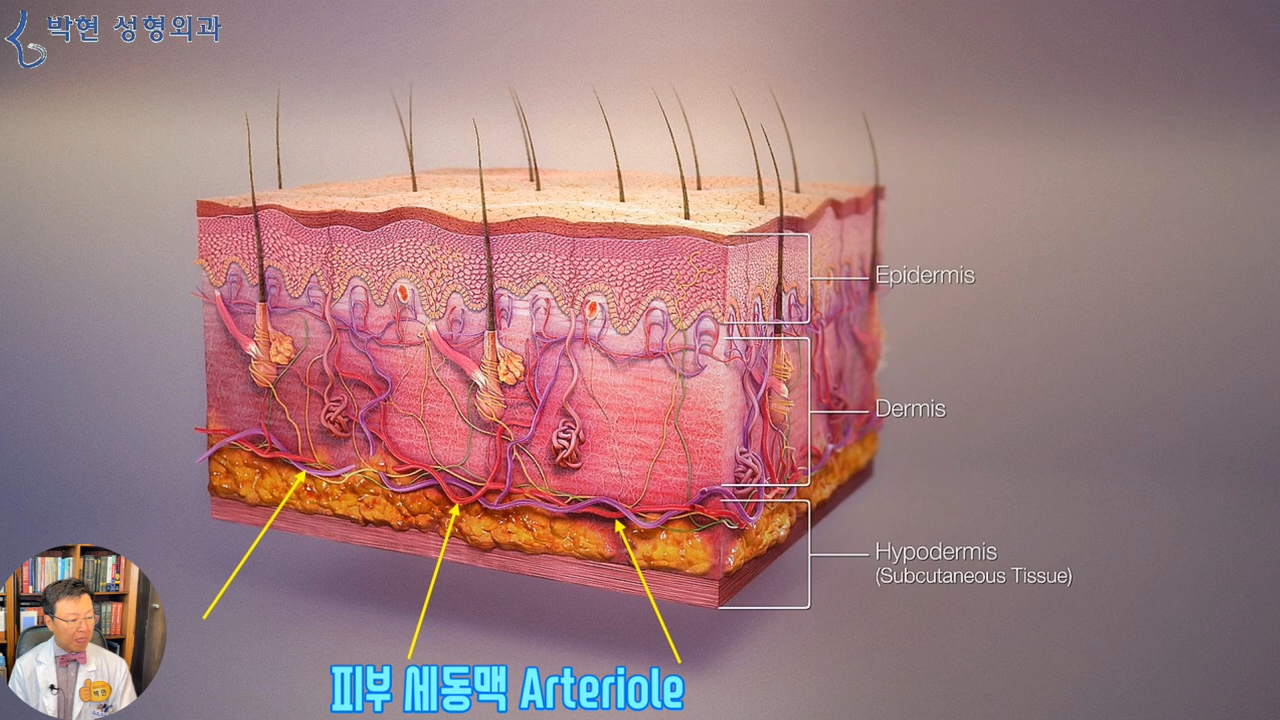 박현 성형외과
Epidermis
Dermis
Hypodermis
(Subcutaneous Tissue)
피부 세동맥 Arteriole